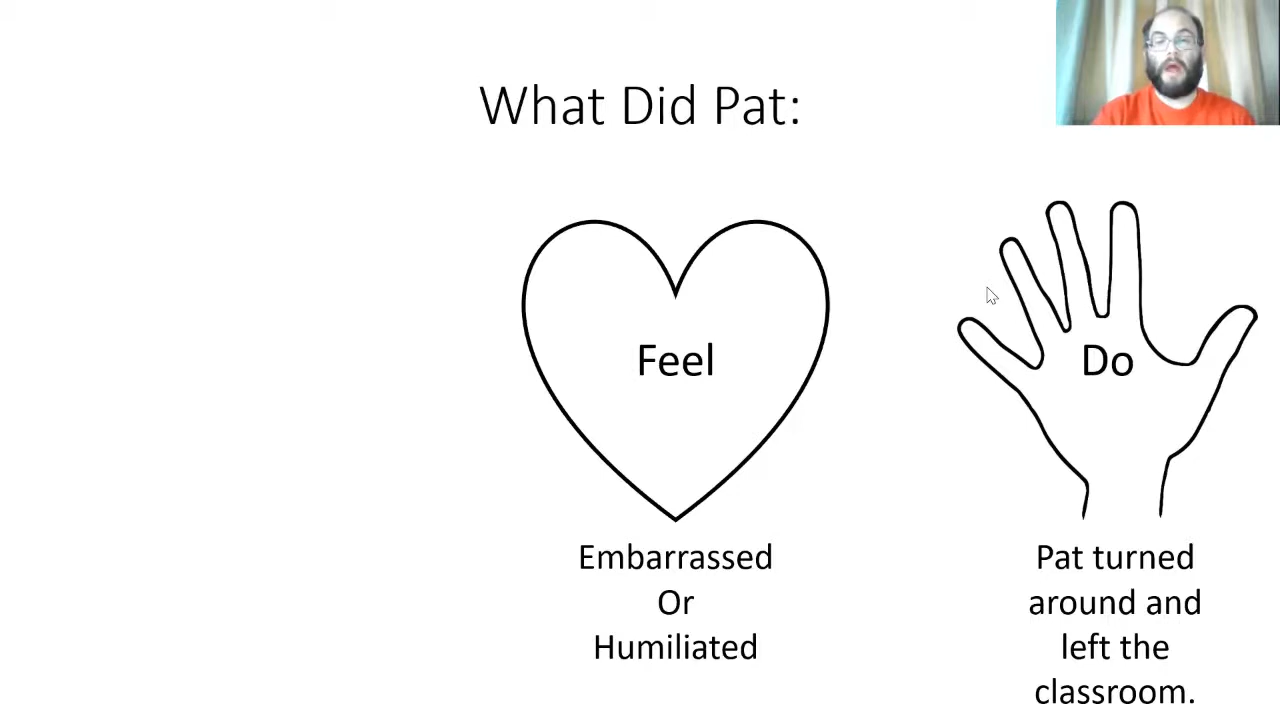 What Did Pat:
Feel
Do
Embarrassed
Or
Humiliated
Pat turned
around and
left the
classroom.